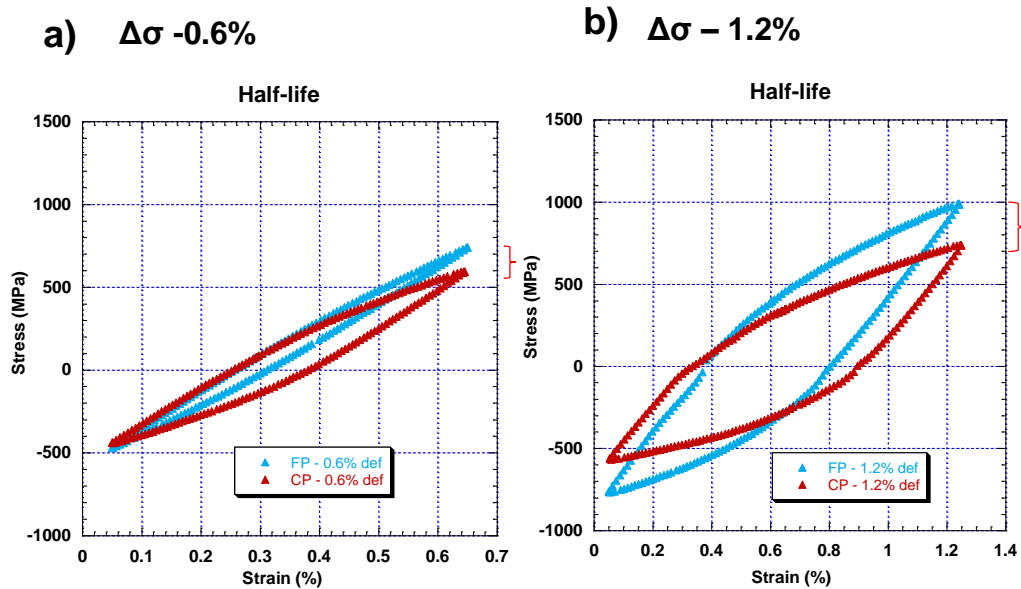 a) Δσ -0.6%
Half-life
Stress (MPa)
1500
1000
500
0
-500
-1000
FP - 0.6% def
CP - 0.6% def
0 0.1 0.2 0.3 0.4 0.5 0.6 0.7
Strain (%)
b) Δσ – 1.2%
Half-life
Stress (MPa)
1500
1000
500
0
-500
-1000
FP - 1.2% def
CP - 1.2% def
0 0.2 0.4 0.6 0.8 1 1.2 1.4
Strain (%)